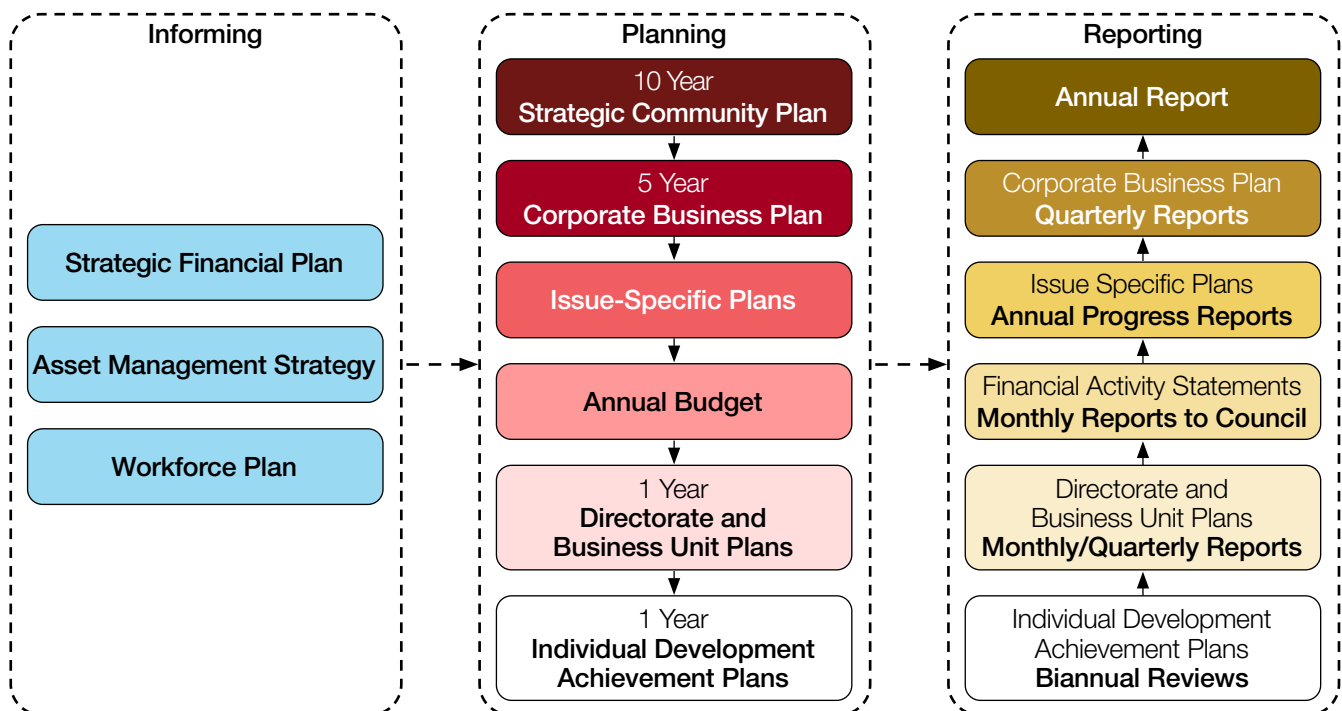 Informing
Strategic Financial Plan
Asset Management Strategy
Workforce Plan
Planning
10 Year
Strategic Community Plan
5 Year
Corporate Business Plan
Issue-Specific Plans
Annual Budget
1 Year
Directorate and
Business Unit Plans
1 Year
Individual Development
Achievement Plans
Reporting
Annual Report
Corporate Business Plan
Quarterly Reports
Issue Specific Plans
Annual Progress Reports
Financial Activity Statements
Monthly Reports to Council
Directorate and
Business Unit Plans
Monthly/Quarterly Reports
Individual Development
Achievement Plans
Biannual Reviews